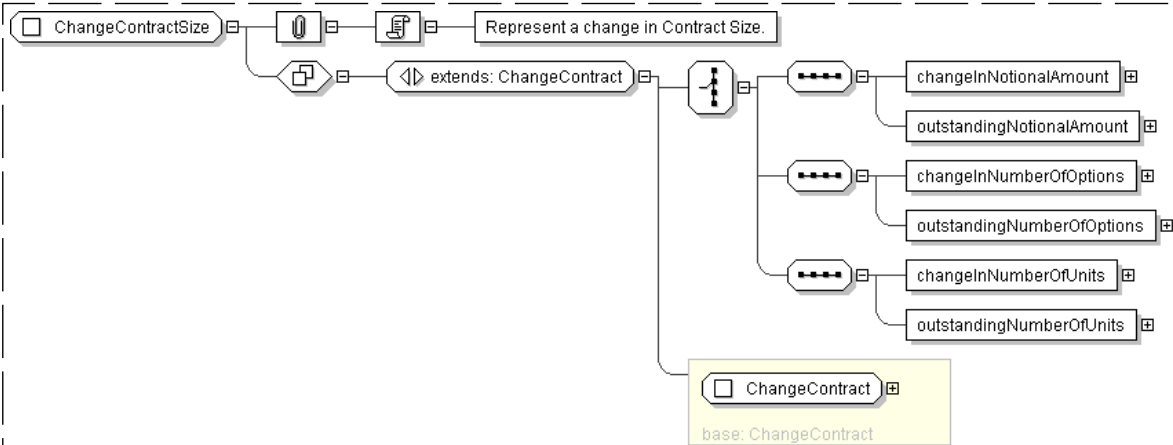 ChangeContractSize
Represent a change in Contract Size.
extends: ChangeContract
changeInNotionalAmount
outstandingNotionalAmount
changeInNumberOfOptions
outstandingNumberOfOptions
changeInNumberOfUnits
outstandingNumberOfUnits
ChangeContract
base: ChangeContract